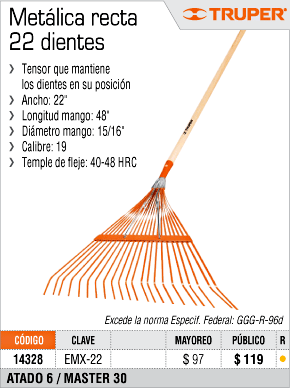 Metálica recta
22 dientes
TRUPER®
Tensor que mantiene
los dientes en su posición
Ancho: 22"
Longitud mango: 48"
Diámetro mango: 15/16"
Calibre: 19
Temple de fleje: 40-48 HRC
Excede la norma Especif. Federal: GGG-R-96d
CÓDIGO CLAVE MAYOREO PÚBLICO R
14328 EMX-22 $ 97 $ 119
ATADO 6 / MASTER 30